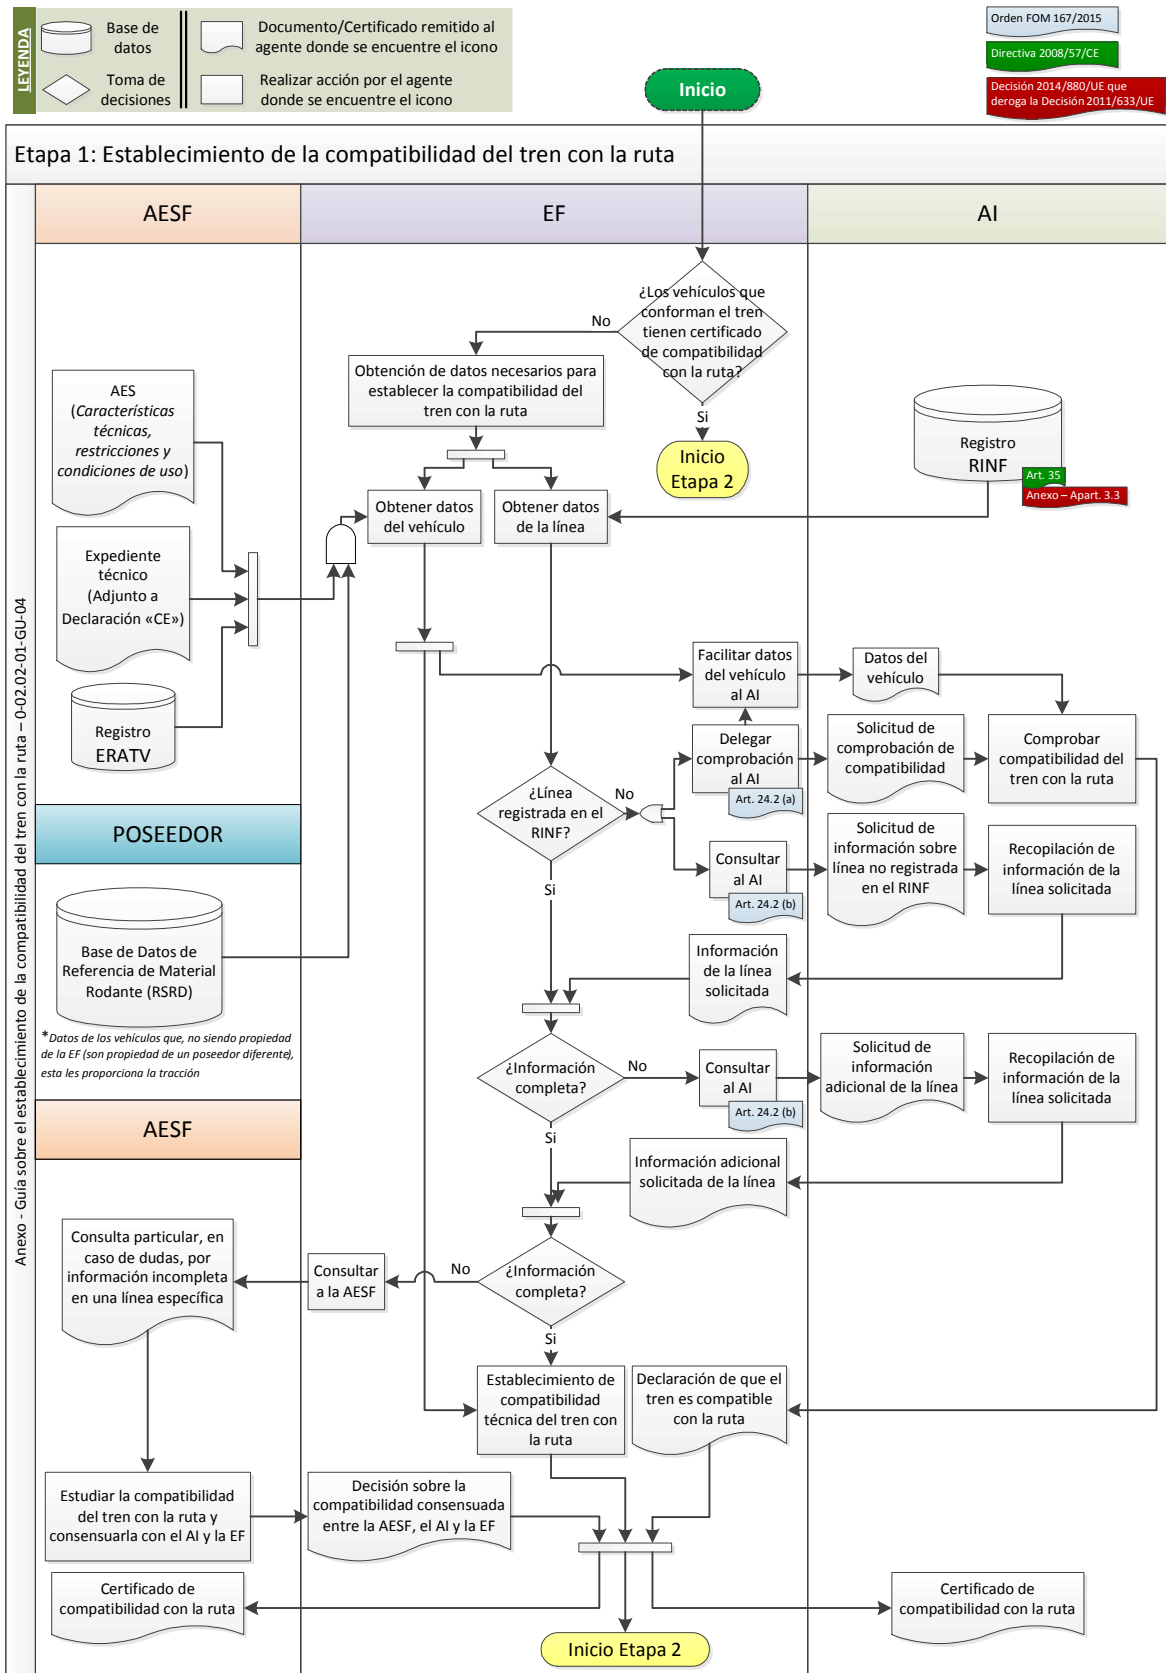 LEYENDA
Base de
datos
Toma de
decisiones
Documento/Certificado remitido al
agente donde se encuentre el icono
Realizar acción por el agente
donde se encuentre el icono
Inicio
Orden FOM 167/2015
Directiva 2008/57/CE
Decisión 2014/880/UE que
deroga la Decisión 2011/633/UE
Etapa 1: Establecimiento de la compatibilidad del tren con la ruta
Anexo - Guía sobre el establecimiento de la compatibilidad del tren con la ruta – 0-02.02-01-GU-04
AESF
EF
AI
¿Los vehículos que
conforman el tren
tienen certificado
de compatibilidad
con la ruta?
No
Si
Obtención de datos necesarios para
establecer la compatibilidad del
tren con la ruta
Inicio
Etapa 2
AES
(Características
técnicas,
restricciones y
condiciones de uso)
Registro
RINF
Art. 35
Anexo – Apart. 3.3
Obtener datos
del vehículo
Obtener datos
de la línea
Expediente
técnico
(Adjunto a
Declaración «CE»)
Registro
ERATV
Facilitar datos
del vehículo
al AI
Datos del
vehículo
Delegar
comprobación
al AI
Art. 24.2 (a)
Solicitud de
comprobación de
compatibilidad
Comprobar
compatibilidad del
tren con la ruta
¿Línea
registrada en el
RINF?
No
Si
POSEEDOR
Consultar
al AI
Art. 24.2 (b)
Solicitud de
información sobre
línea no registrada
en el RINF
Recopilación de
información de la
línea solicitada
Base de Datos de
Referencia de Material
Rodante (RSRD)
Información
de la línea
solicitada
*Datos de los vehículos que, no siendo propiedad
de la EF (son propiedad de un poseedor diferente),
esta les proporciona la tracción
¿Información
completa?
No
Si
Consultar
al AI
Art. 24.2 (b)
Solicitud de
información
adicional de la línea
Recopilación de
información de la
línea solicitada
AESF
Información adicional
solicitada de la línea
Consulta particular, en
caso de dudas, por
información incompleta
en una línea específica
Consultar
a la AESF
No
¿Información
completa?
Si
Establecimiento de
compatibilidad
técnica del tren con
la ruta
Declaración de que el
tren es compatible
con la ruta
Estudiar la compatibilidad
del tren con la ruta y
consensuarla con el AI y la EF
Decisión sobre la
compatibilidad consensuada
entre la AESF, el AI y la EF
Certificado de
compatibilidad con la ruta
Certificado de
compatibilidad con la ruta
Inicio Etapa 2